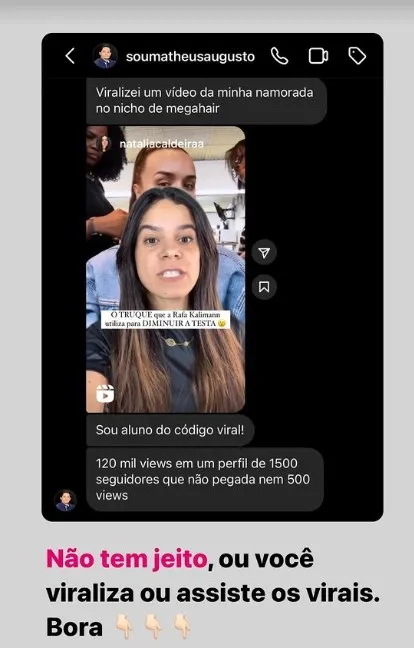 soumatheusaugusto
Viralizei um vídeo da minha namorada
no nicho de megahair
nataliacaldeiraa
O TRUQUE que a Rafa Kalimann
utiliza para DIMINUIR A TESTA 😲
Sou aluno do código viral!
120 mil views em um perfil de 1500
seguidores que não pegada nem 500
views
Não tem jeito, ou você
viraliza ou assiste os virais.
Bora 👇🏻👇🏻👇🏻